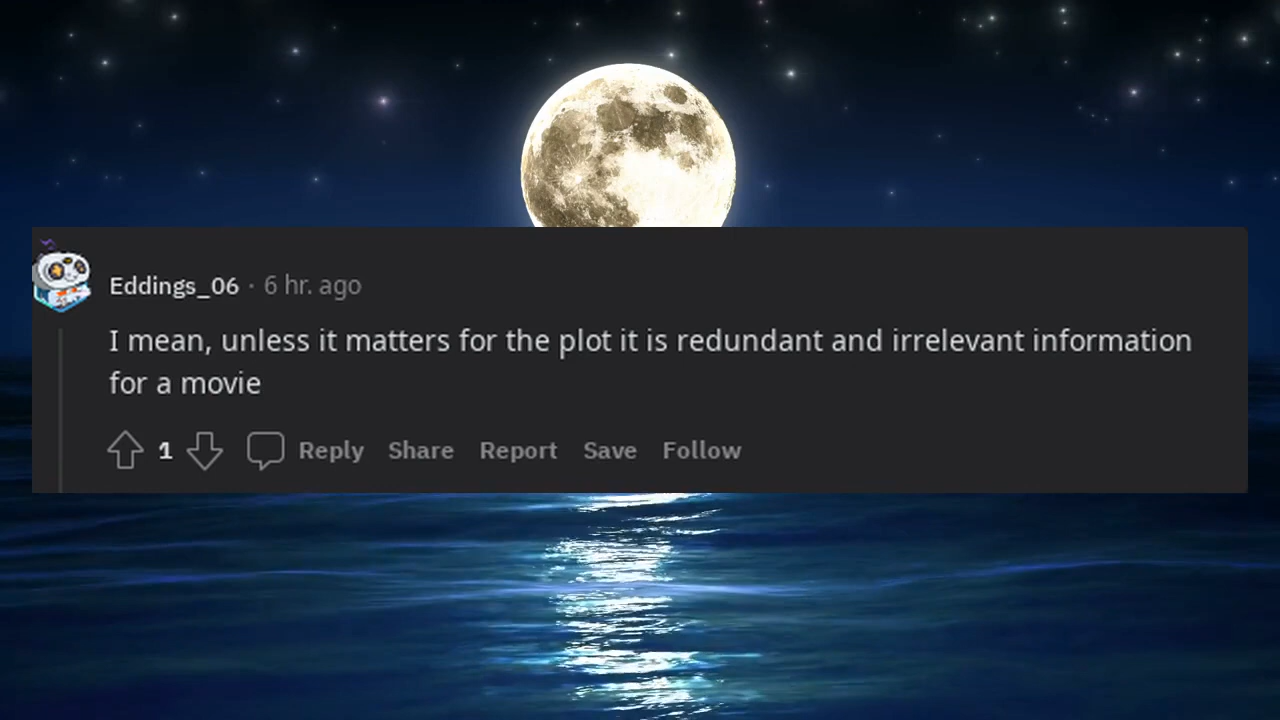 Eddings_06 · 6 hr. ago
I mean, unless it matters for the plot it is redundant and irrelevant information
for a movie
1 Reply Share Report Save Follow